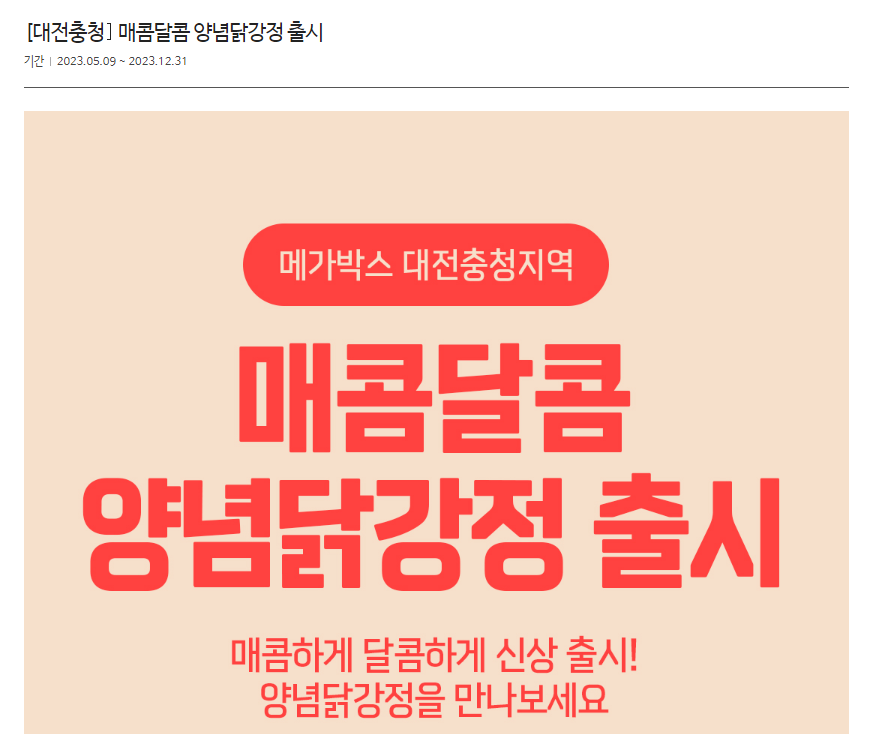 [대전충청] 매콤달콤 양념닭강정 출시
기간 | 2023.05.09 ~ 2023.12.31
메가박스 대전충청지역
매콤달콤
양념닭강정 출시
매콤하게 달콤하게 신상 출시!
양념닭강정을 만나보세요